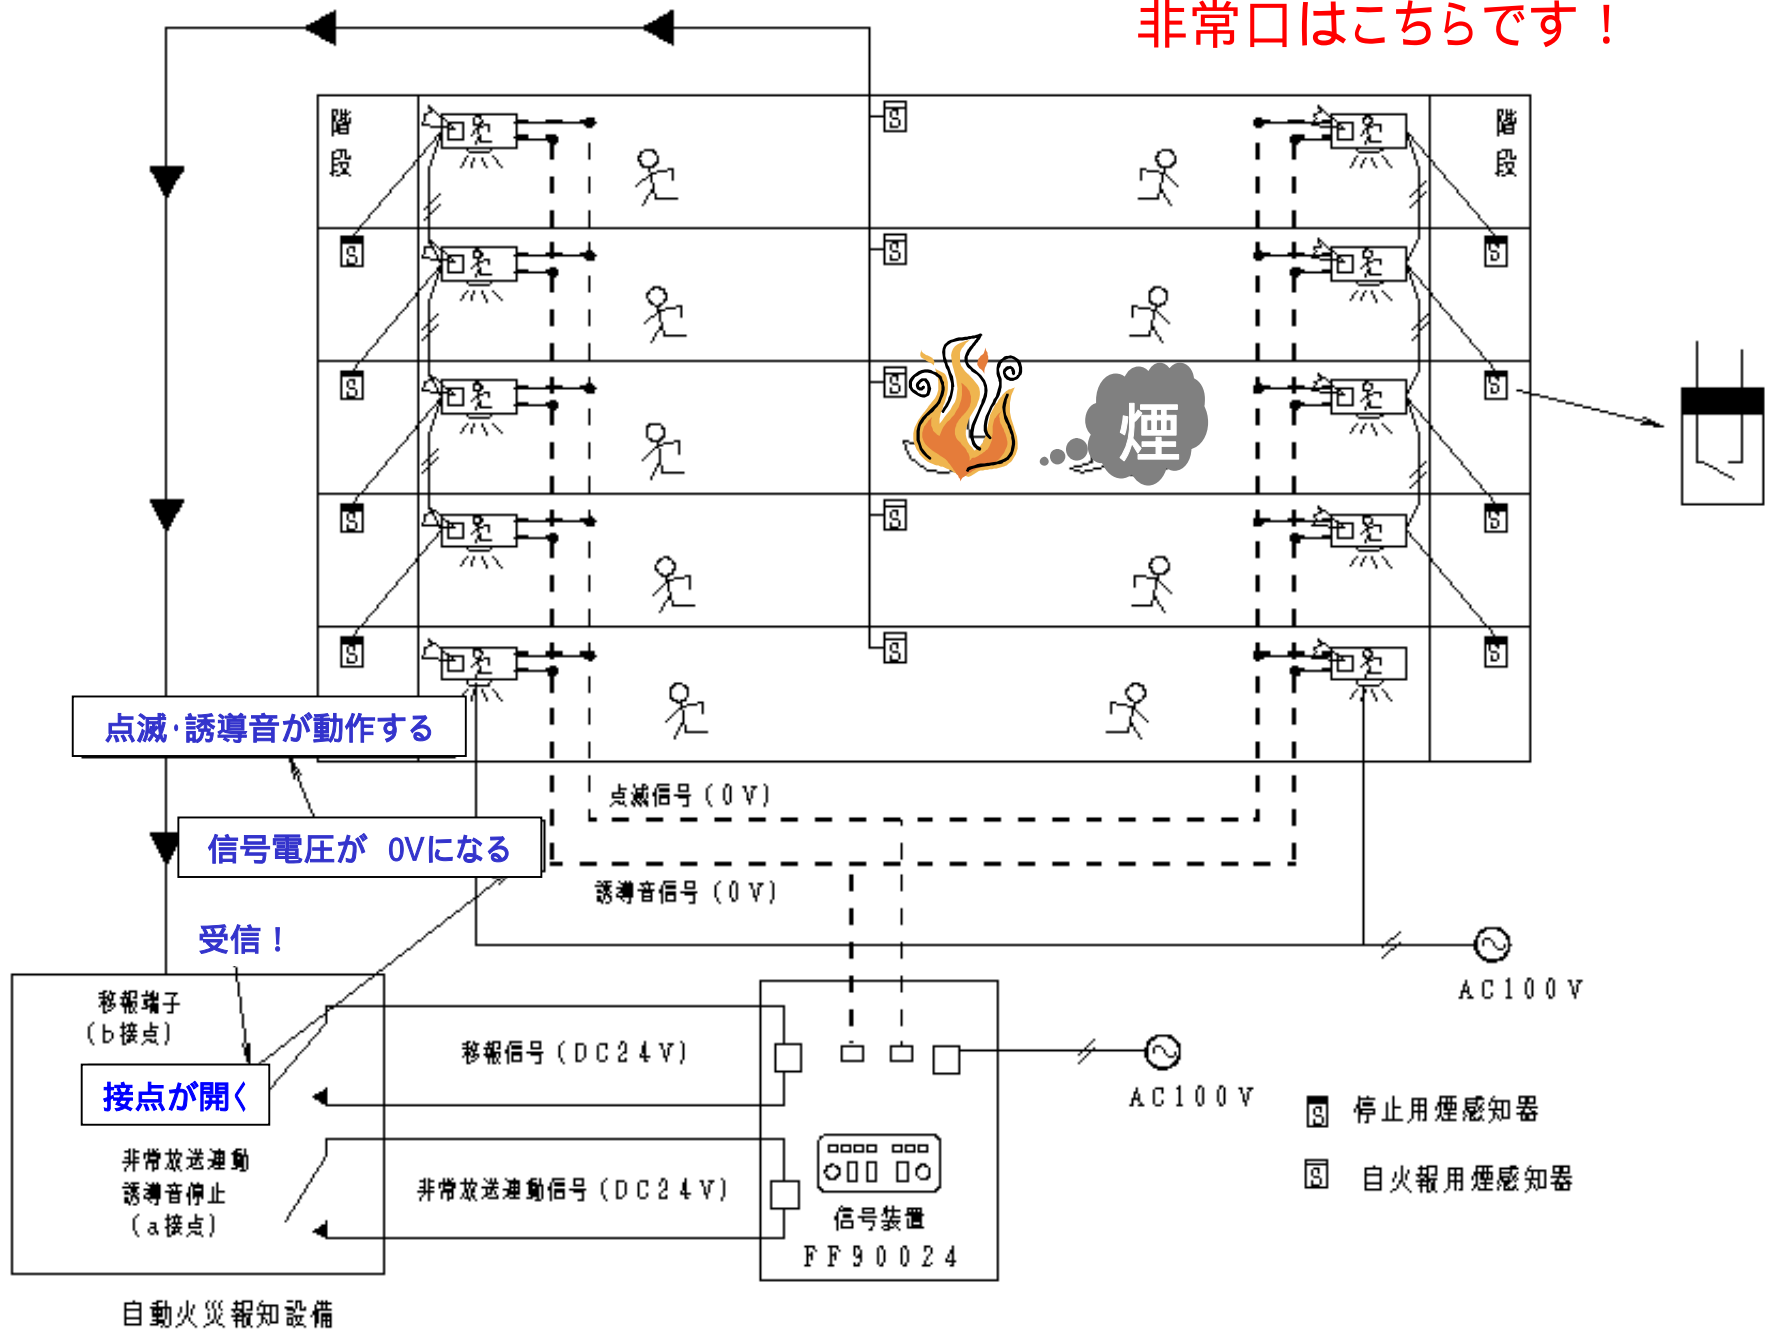 非常口はこちらです！
階段
階段
S
S
S
S
S
S
S
S
煙
S
S
S
S
S
S
S
点滅・誘導音が動作する
点滅信号（０Ｖ）
信号電圧が　0Vになる
誘導音信号（０Ｖ）
受信！
AC100V
移報端子
（ｂ接点）
移報信号（DC24V）
AC100V
接点が開く
S 停止用煙感知器
非常放送連動
誘導音停止
（ａ接点）
非常放送連動信号（DC24V）
S 自火報用煙感知器
信号装置
FF90024
自動火災報知設備